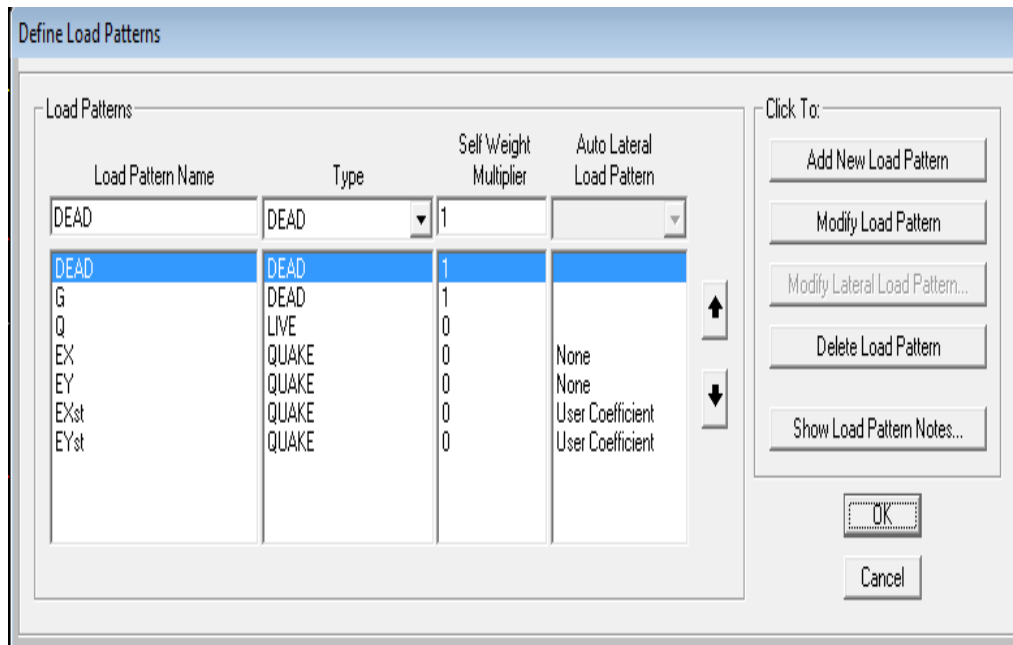 Define Load Patterns
Load Patterns
Load Pattern Name Type Self Weight Multiplier Auto Lateral Load Pattern
DEAD DEAD 1
DEAD DEAD 1
G DEAD 1
Q LIVE 0
EX QUAKE 0 None
EY QUAKE 0 None
EXst QUAKE 0 User Coefficient
EYst QUAKE 0 User Coefficient
Click To:
Add New Load Pattern
Modify Load Pattern
Modify Lateral Load Pattern...
Delete Load Pattern
Show Load Pattern Notes...
OK
Cancel